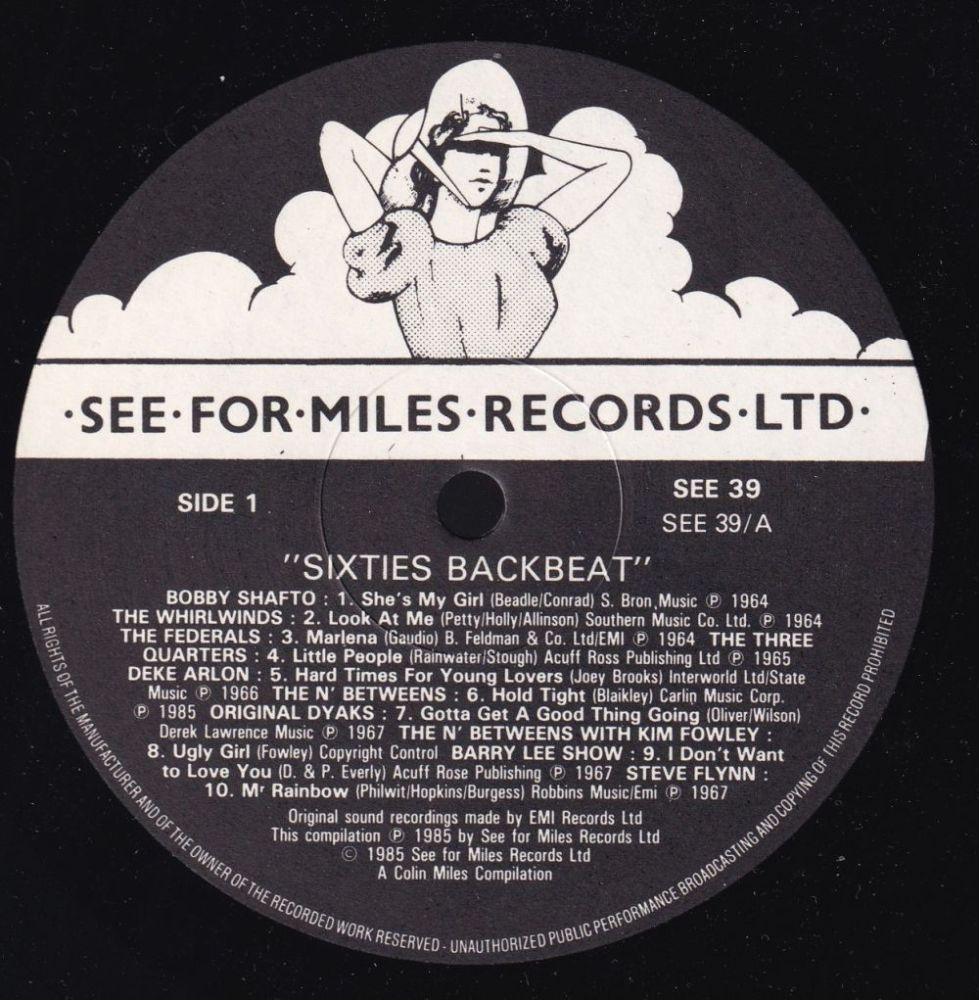 ·SEE·FOR·MILES·RECORDS·LTD·
SIDE 1
SEE 39
SEE 39/A
"SIXTIES BACKBEAT"
BOBBY SHAFTO : 1. She's My Girl (Beadle/Conrad) S. Bron, Music ℗ 1964
THE WHIRLWINDS : 2. Look At Me (Petty/Holly/Allinson) Southern Music Co. Ltd. ℗ 1964
THE FEDERALS : 3. Marlena (Gaudio) B. Feldman & Co. Ltd/EMI ℗ 1964 THE THREE
QUARTERS : 4. Little People (Rainwater/Stough) Acuff Ross Publishing Ltd ℗ 1965
DEKE ARLON : 5. Hard Times For Young Lovers (Joey Brooks) Interworld Ltd/State
Music ℗ 1966 THE N' BETWEENS : 6. Hold Tight (Blaikley) Carlin Music Corp.
℗ 1985 ORIGINAL DYAKS : 7. Gotta Get A Good Thing Going (Oliver/Wilson)
Derek Lawrence Music ℗ 1967 THE N' BETWEENS WITH KIM FOWLEY :
8. Ugly Girl (Fowley) Copyright Control BARRY LEE SHOW : 9. I Don't Want
to Love You (D. & P. Everly) Acuff Rose Publishing ℗ 1967 STEVE FLYNN :
10. Mr Rainbow (Philwit/Hopkins/Burgess) Robbins Music/Emi ℗ 1967
Original sound recordings made by EMI Records Ltd
This compilation ℗ 1985 by See for Miles Records Ltd
© 1985 See for Miles Records Ltd
A Colin Miles Compilation
ALL RIGHTS OF THE MANUFACTURER AND OF THE OWNER OF THE RECORDED WORK RESERVED - UNAUTHORIZED PUBLIC PERFORMANCE BROADCASTING AND COPYING OF THIS RECORD PROHIBITED